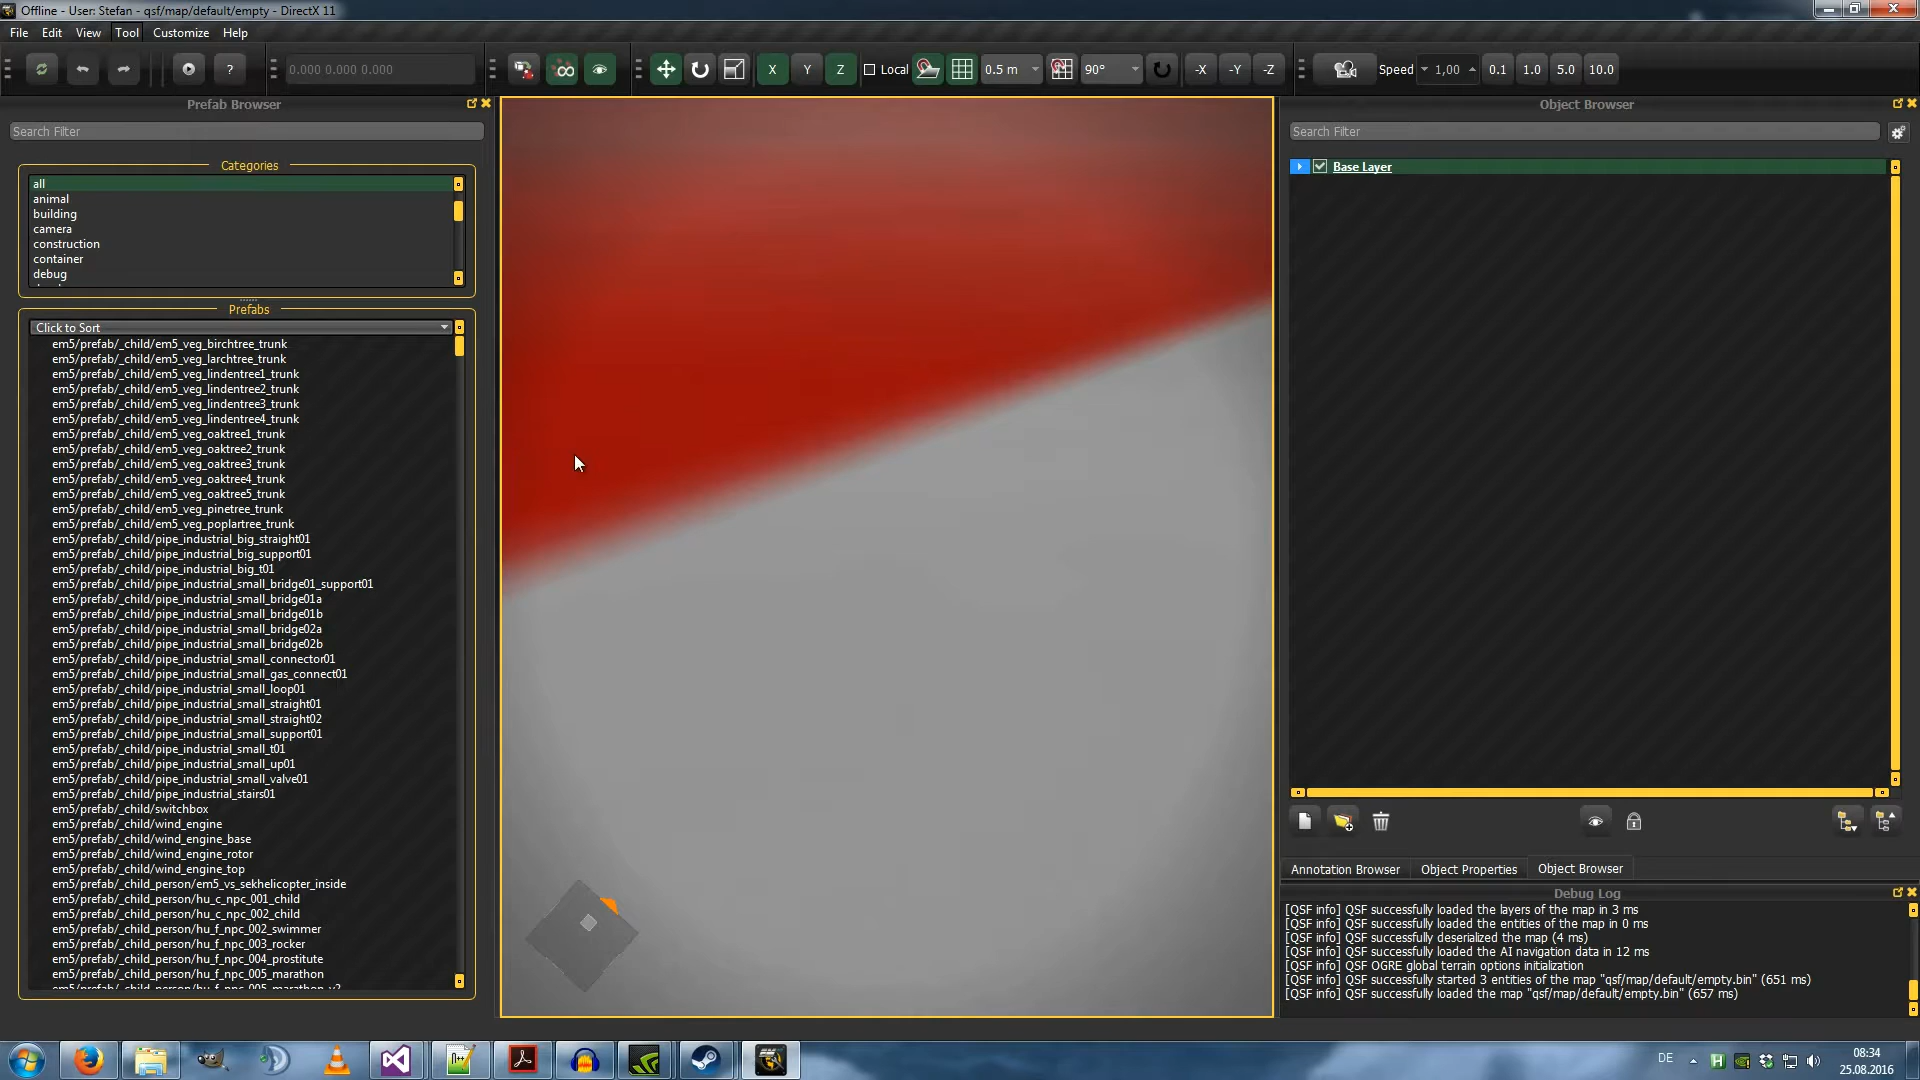 Offline - User: Stefan - qsf/map/default/empty - DirectX 11
File Edit View Tool Customize Help
? 0.000 0.000 0.000 X Y Z Local 0.5 m 90° -X -Y -Z Speed 1,00 0.1 1.0 5.0 10.0
Prefab Browser
Search Filter
Categories
all
animal
building
camera
construction
container
debug
Prefabs
Click to Sort
em5/prefab/_child/em5_veg_birchtree_trunk
em5/prefab/_child/em5_veg_larchtree_trunk
em5/prefab/_child/em5_veg_lindentree1_trunk
em5/prefab/_child/em5_veg_lindentree2_trunk
em5/prefab/_child/em5_veg_lindentree3_trunk
em5/prefab/_child/em5_veg_lindentree4_trunk
em5/prefab/_child/em5_veg_oaktree1_trunk
em5/prefab/_child/em5_veg_oaktree2_trunk
em5/prefab/_child/em5_veg_oaktree3_trunk
em5/prefab/_child/em5_veg_oaktree4_trunk
em5/prefab/_child/em5_veg_oaktree5_trunk
em5/prefab/_child/em5_veg_pinetree_trunk
em5/prefab/_child/em5_veg_poplartree_trunk
em5/prefab/_child/pipe_industrial_big_straight01
em5/prefab/_child/pipe_industrial_big_support01
em5/prefab/_child/pipe_industrial_big_t01
em5/prefab/_child/pipe_industrial_small_bridge01_support01
em5/prefab/_child/pipe_industrial_small_bridge01a
em5/prefab/_child/pipe_industrial_small_bridge01b
em5/prefab/_child/pipe_industrial_small_bridge02a
em5/prefab/_child/pipe_industrial_small_bridge02b
em5/prefab/_child/pipe_industrial_small_connector01
em5/prefab/_child/pipe_industrial_small_gas_connect01
em5/prefab/_child/pipe_industrial_small_loop01
em5/prefab/_child/pipe_industrial_small_straight01
em5/prefab/_child/pipe_industrial_small_straight02
em5/prefab/_child/pipe_industrial_small_support01
em5/prefab/_child/pipe_industrial_small_t01
em5/prefab/_child/pipe_industrial_small_up01
em5/prefab/_child/pipe_industrial_small_valve01
em5/prefab/_child/pipe_industrial_stairs01
em5/prefab/_child/switchbox
em5/prefab/_child/wind_engine
em5/prefab/_child/wind_engine_base
em5/prefab/_child/wind_engine_rotor
em5/prefab/_child/wind_engine_top
em5/prefab/_child_person/em5_vs_sekhelicopter_inside
em5/prefab/_child_person/hu_c_npc_001_child
em5/prefab/_child_person/hu_c_npc_002_child
em5/prefab/_child_person/hu_f_npc_002_swimmer
em5/prefab/_child_person/hu_f_npc_003_rocker
em5/prefab/_child_person/hu_f_npc_004_prostitute
em5/prefab/_child_person/hu_f_npc_005_marathon
em5/prefab/_child_person/hu_f_npc_005_marathon_v2
Object Browser
Search Filter
Base Layer
Annotation Browser Object Properties Object Browser
Debug Log
[QSF info] QSF successfully loaded the layers of the map in 3 ms
[QSF info] QSF successfully loaded the entities of the map in 0 ms
[QSF info] QSF successfully deserialized the map (4 ms)
[QSF info] QSF successfully loaded the AI navigation data in 12 ms
[QSF info] QSF OGRE global terrain options initialization
[QSF info] QSF successfully started 3 entities of the map "qsf/map/default/empty.bin" (651 ms)
[QSF info] QSF successfully loaded the map "qsf/map/default/empty.bin" (657 ms)
DE
08:34
25.08.2016